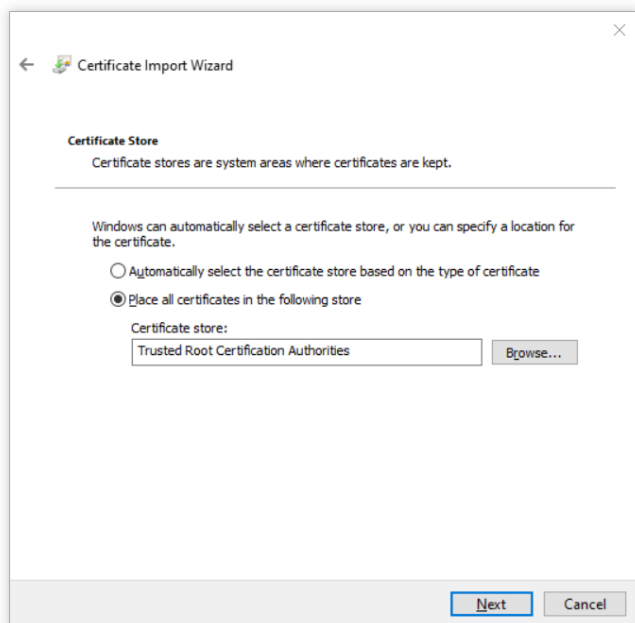 Certificate Import Wizard
Certificate Store
Certificate stores are system areas where certificates are kept.
Windows can automatically select a certificate store, or you can specify a location for
the certificate.
Automatically select the certificate store based on the type of certificate
Place all certificates in the following store
Certificate store:
Trusted Root Certification Authorities
Browse...
Next
Cancel